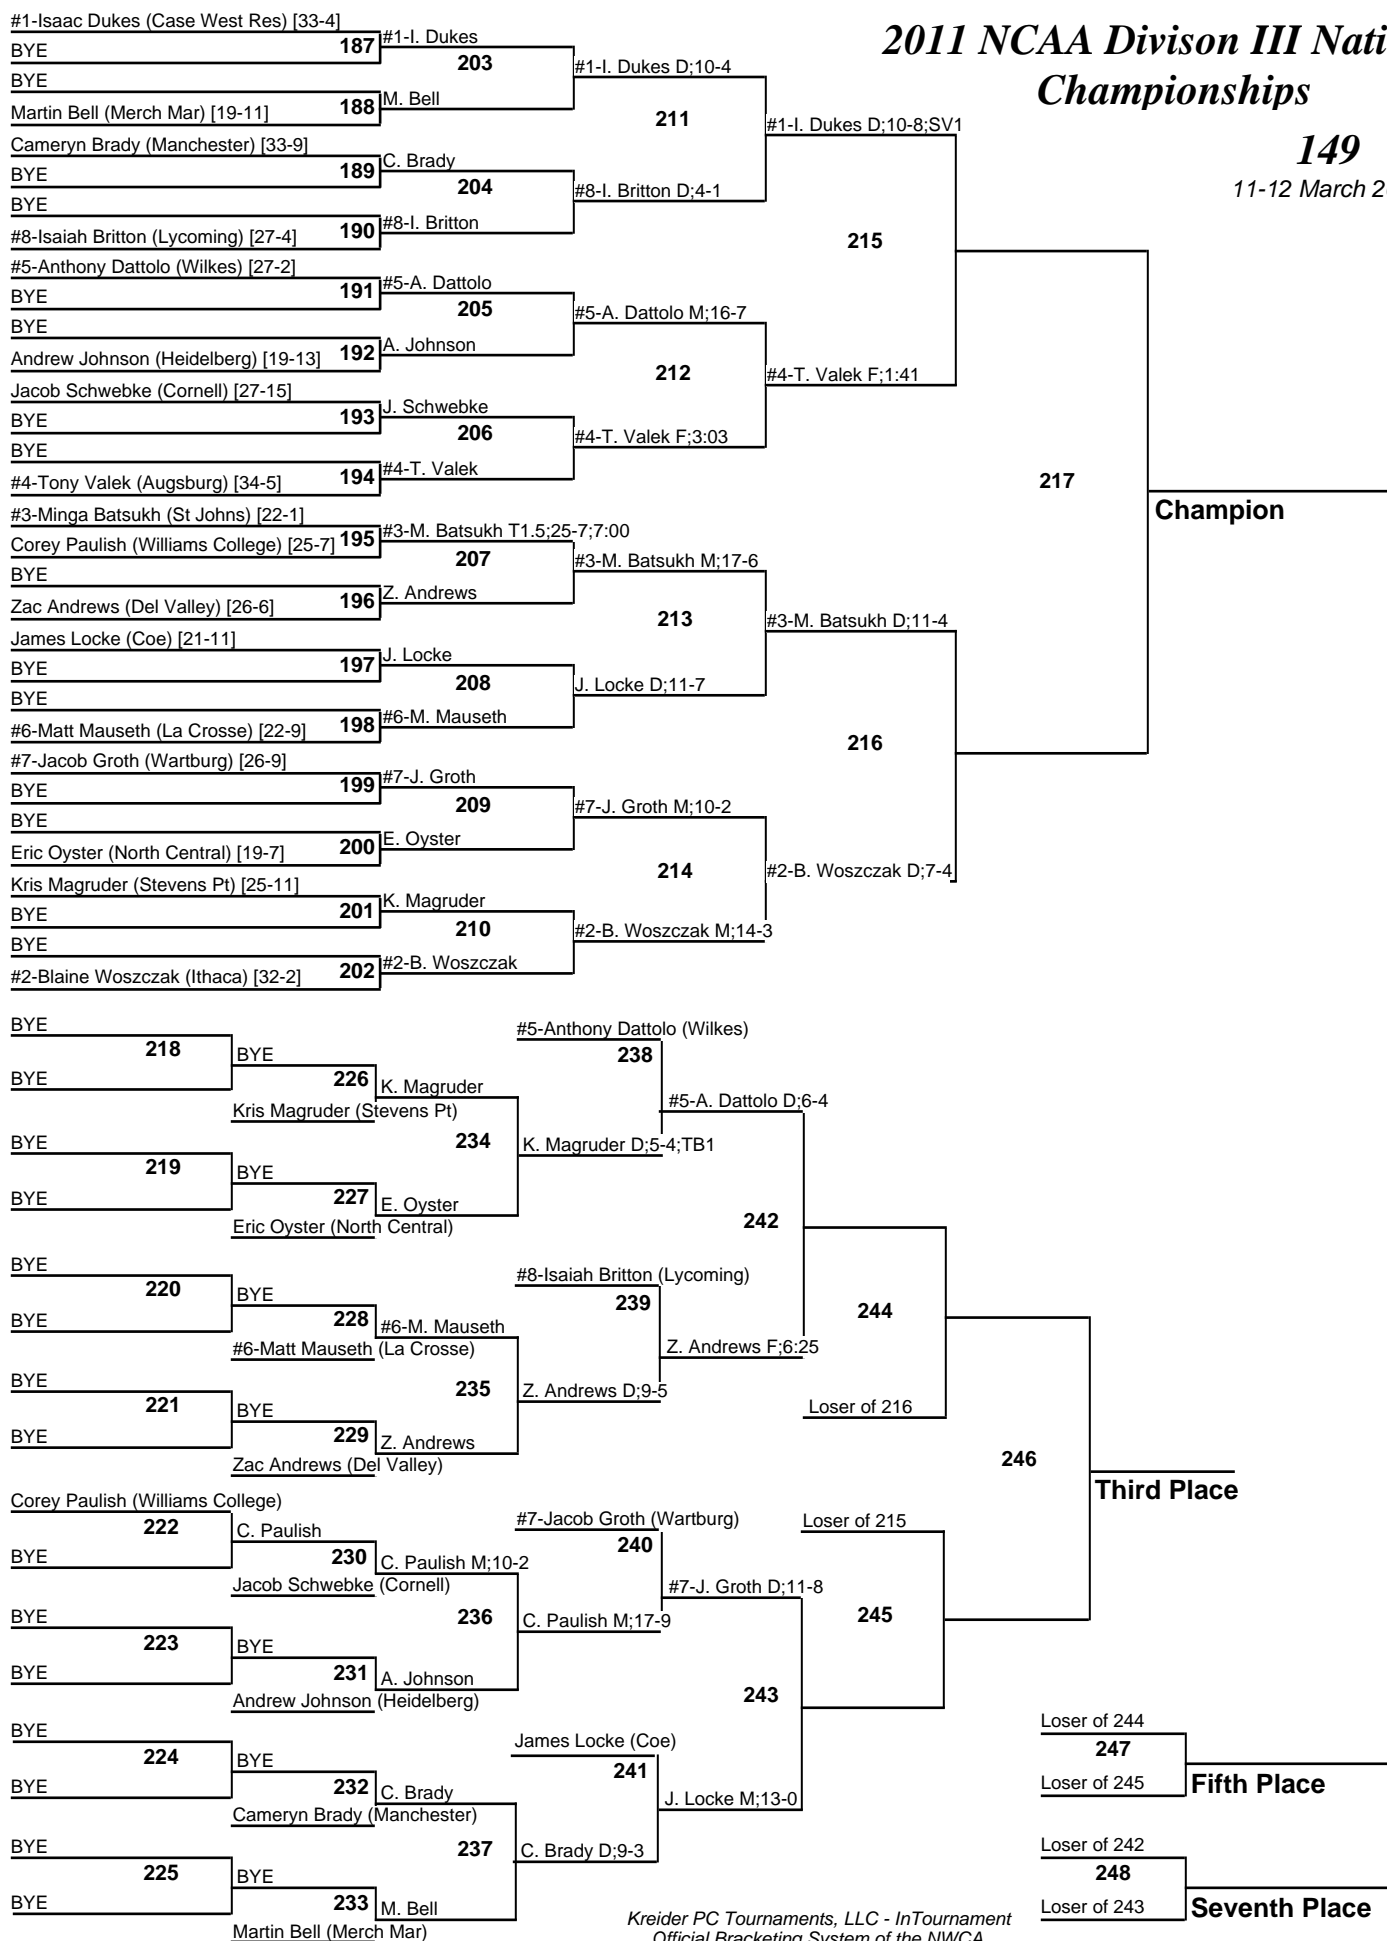 2011 NCAA Divison III Nati
Championships
149
11-12 March 2
#1-Isaac Dukes (Case West Res) [33-4]
BYE
187
BYE
Martin Bell (Merch Mar) [19-11]
188
Cameryn Brady (Manchester) [33-9]
BYE
189
BYE
#8-Isaiah Britton (Lycoming) [27-4]
190
#5-Anthony Dattolo (Wilkes) [27-2]
BYE
191
BYE
Andrew Johnson (Heidelberg) [19-13]
192
Jacob Schwebke (Cornell) [27-15]
BYE
193
BYE
#4-Tony Valek (Augsburg) [34-5]
194
#3-Minga Batsukh (St Johns) [22-1]
Corey Paulish (Williams College) [25-7]
195
BYE
Zac Andrews (Del Valley) [26-6]
196
James Locke (Coe) [21-11]
BYE
197
BYE
#6-Matt Mauseth (La Crosse) [22-9]
198
#7-Jacob Groth (Wartburg) [26-9]
BYE
199
BYE
Eric Oyster (North Central) [19-7]
200
Kris Magruder (Stevens Pt) [25-11]
BYE
201
BYE
#2-Blaine Woszczak (Ithaca) [32-2]
202
#1-I. Dukes
203
M. Bell
C. Brady
204
#8-I. Britton
#5-A. Dattolo
205
A. Johnson
J. Schwebke
206
#4-T. Valek
#3-M. Batsukh T1.5;25-7;7:00
207
Z. Andrews
J. Locke
208
#6-M. Mauseth
#7-J. Groth
209
E. Oyster
K. Magruder
210
#2-B. Woszczak
#1-I. Dukes D;10-4
211
#8-I. Britton D;4-1
#5-A. Dattolo M;16-7
212
#4-T. Valek F;3:03
#3-M. Batsukh M;17-6
213
J. Locke D;11-7
#7-J. Groth M;10-2
214
#2-B. Woszczak M;14-3
#1-I. Dukes D;10-8;SV1
215
#4-T. Valek F;1:41
#3-M. Batsukh D;11-4
216
#2-B. Woszczak D;7-4
217
Champion
BYE
218
BYE
BYE
219
BYE
BYE
220
BYE
BYE
221
BYE
Corey Paulish (Williams College)
222
BYE
BYE
223
BYE
BYE
224
BYE
BYE
225
BYE
BYE
226
Kris Magruder (Stevens Pt)
BYE
227
Eric Oyster (North Central)
BYE
228
#6-Matt Mauseth (La Crosse)
BYE
229
Zac Andrews (Del Valley)
C. Paulish
230
Jacob Schwebke (Cornell)
BYE
231
Andrew Johnson (Heidelberg)
BYE
232
Cameryn Brady (Manchester)
BYE
233
Martin Bell (Merch Mar)
K. Magruder
234
E. Oyster
#6-M. Mauseth
235
Z. Andrews
C. Paulish M;10-2
236
A. Johnson
C. Brady
237
M. Bell
#5-Anthony Dattolo (Wilkes)
238
K. Magruder D;5-4;TB1
#8-Isaiah Britton (Lycoming)
239
Z. Andrews D;9-5
#7-Jacob Groth (Wartburg)
240
C. Paulish M;17-9
James Locke (Coe)
241
C. Brady D;9-3
#5-A. Dattolo D;6-4
242
Z. Andrews F;6:25
#7-J. Groth D;11-8
243
J. Locke M;13-0
244
Loser of 216
Loser of 215
245
246
Third Place
Loser of 244
247
Loser of 245
Fifth Place
Loser of 242
248
Loser of 243
Seventh Place
Kreider PC Tournaments, LLC - InTournament
Official Bracketing System of the NWCA